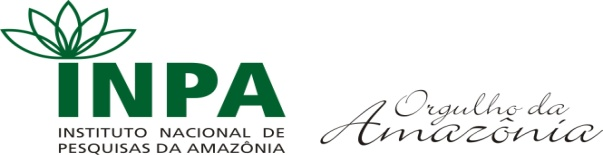 INPA
INSTITUTO NACIONAL DE
PESQUISAS DA AMAZÔNIA
Orgulho da
Amazônia